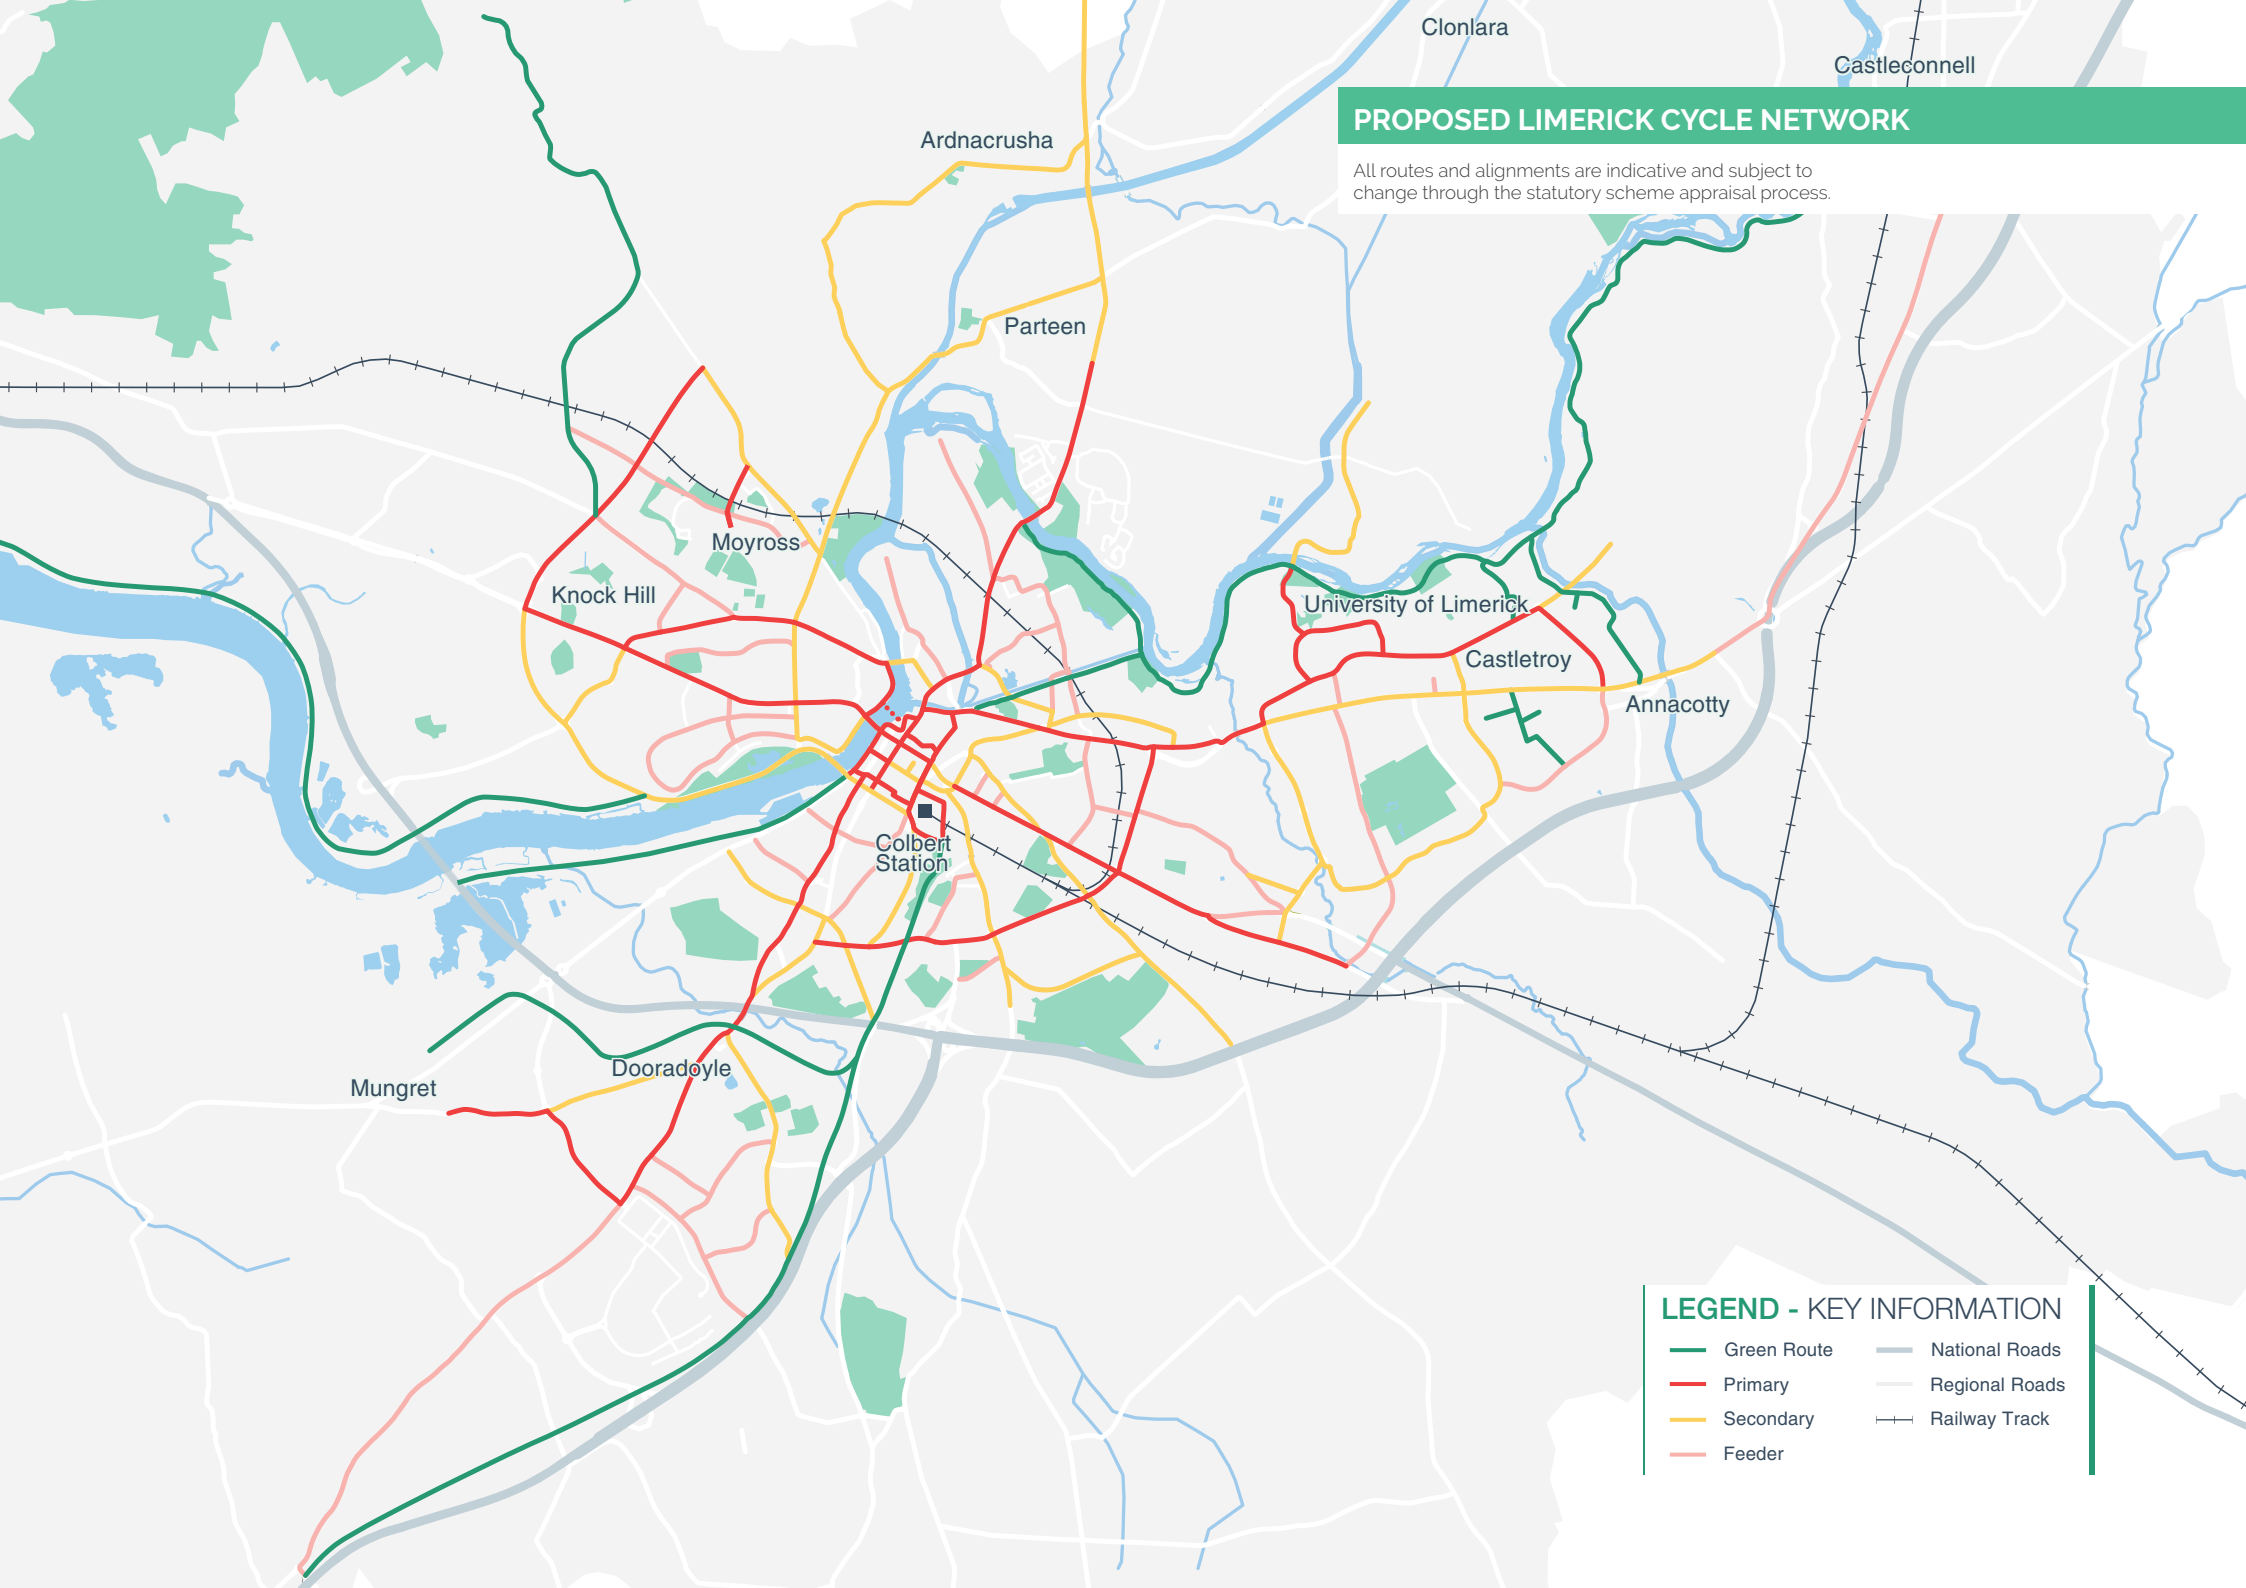 Clonlara
Castleconnell
PROPOSED LIMERICK CYCLE NETWORK
All routes and alignments are indicative and subject to
change through the statutory scheme appraisal process.
Ardnacrusha
Parteen
Moyross
Knock Hill
University of Limerick
Castletroy
Annacotty
Colbert
Station
Dooradoyle
Mungret
LEGEND - KEY INFORMATION
Green Route
National Roads
Primary
Regional Roads
Secondary
Railway Track
Feeder